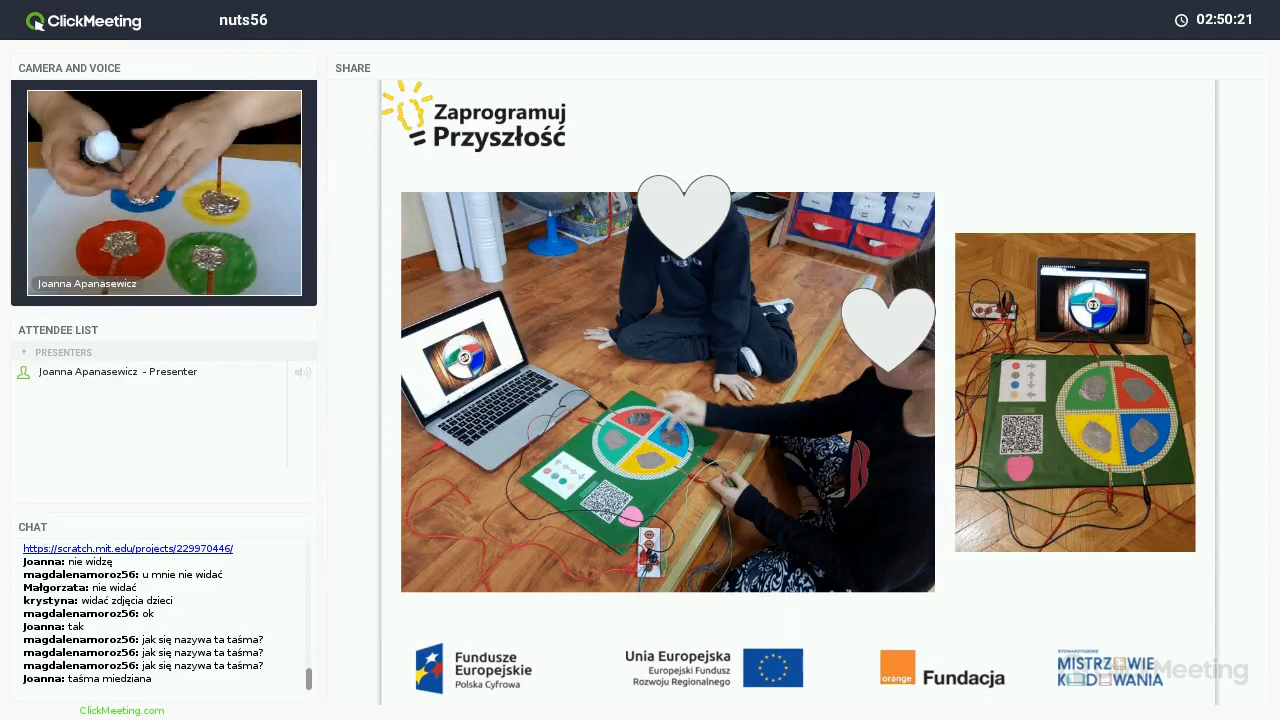 ClickMeeting
nuts56
02:50:21
CAMERA AND VOICE
SHARE
Joanna Apanasewicz
ATTENDEE LIST
PRESENTERS
Joanna Apanasewicz - Presenter
CHAT
https://scratch.mit.edu/projects/229970446/
Joanna: nie widzę
magdalenamoroz56: u mnie nie widać
Małgorzata: nie widać
krystyna: widać zdjęcia dzieci
magdalenamoroz56: ok
Joanna: tak
magdalenamoroz56: jak się nazywa ta taśma?
magdalenamoroz56: jak się nazywa ta taśma?
magdalenamoroz56: jak się nazywa ta taśma?
Joanna: taśma miedziana
ClickMeeting.com
Zaprogramuj
Przyszłość
Fundusze
Europejskie
Polska Cyfrowa
Unia Europejska
Europejski Fundusz
Rozwoju Regionalnego
orange
Fundacja
STOWARZYSZENIE
MISTRZOWIE
KODOWANIA
ClickMeeting